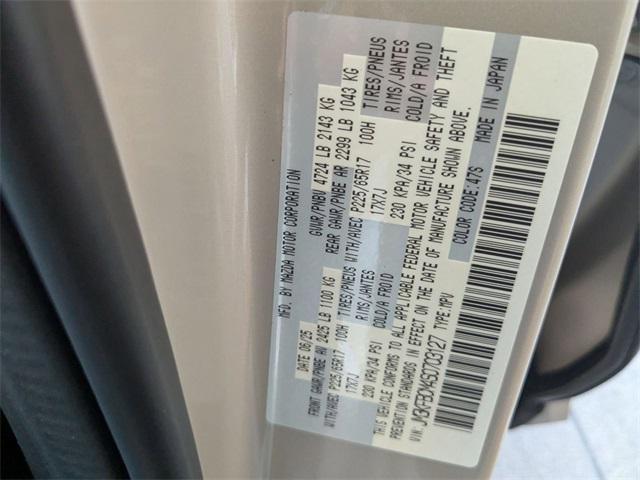 MFD. BY MAZDA MOTOR CORPORATION
DATE 06/25 GVWR/PNBV 4724 LB 2143 KG
FRONT GAWR/PNBE AV 2425 LB 1100 KG REAR GAWR/PNBE AR 2299 LB 1043 KG
WITH/AVEC P225/65R17 100H TIRES/PNEUS WITH/AVEC P225/65R17 100H TIRES/PNEUS
17X7J RIMS/JANTES 17X7J RIMS/JANTES
230 KPA/34 PSI COLD/A FROID 230 KPA/34 PSI COLD/A FROID
THIS VEHICLE CONFIRMS TO ALL APPLICABLE FEDERAL MOTOR VEHICLE SAFETY AND THEFT
PREVENTION STANDARDS IN EFFECT ON THE DATE OF MANUFACTURE SHOWN ABOVE.
VIN: JM3KFBCM4S0703127 TYPE:MPV COLOR CODE:47S MADE IN JAPAN